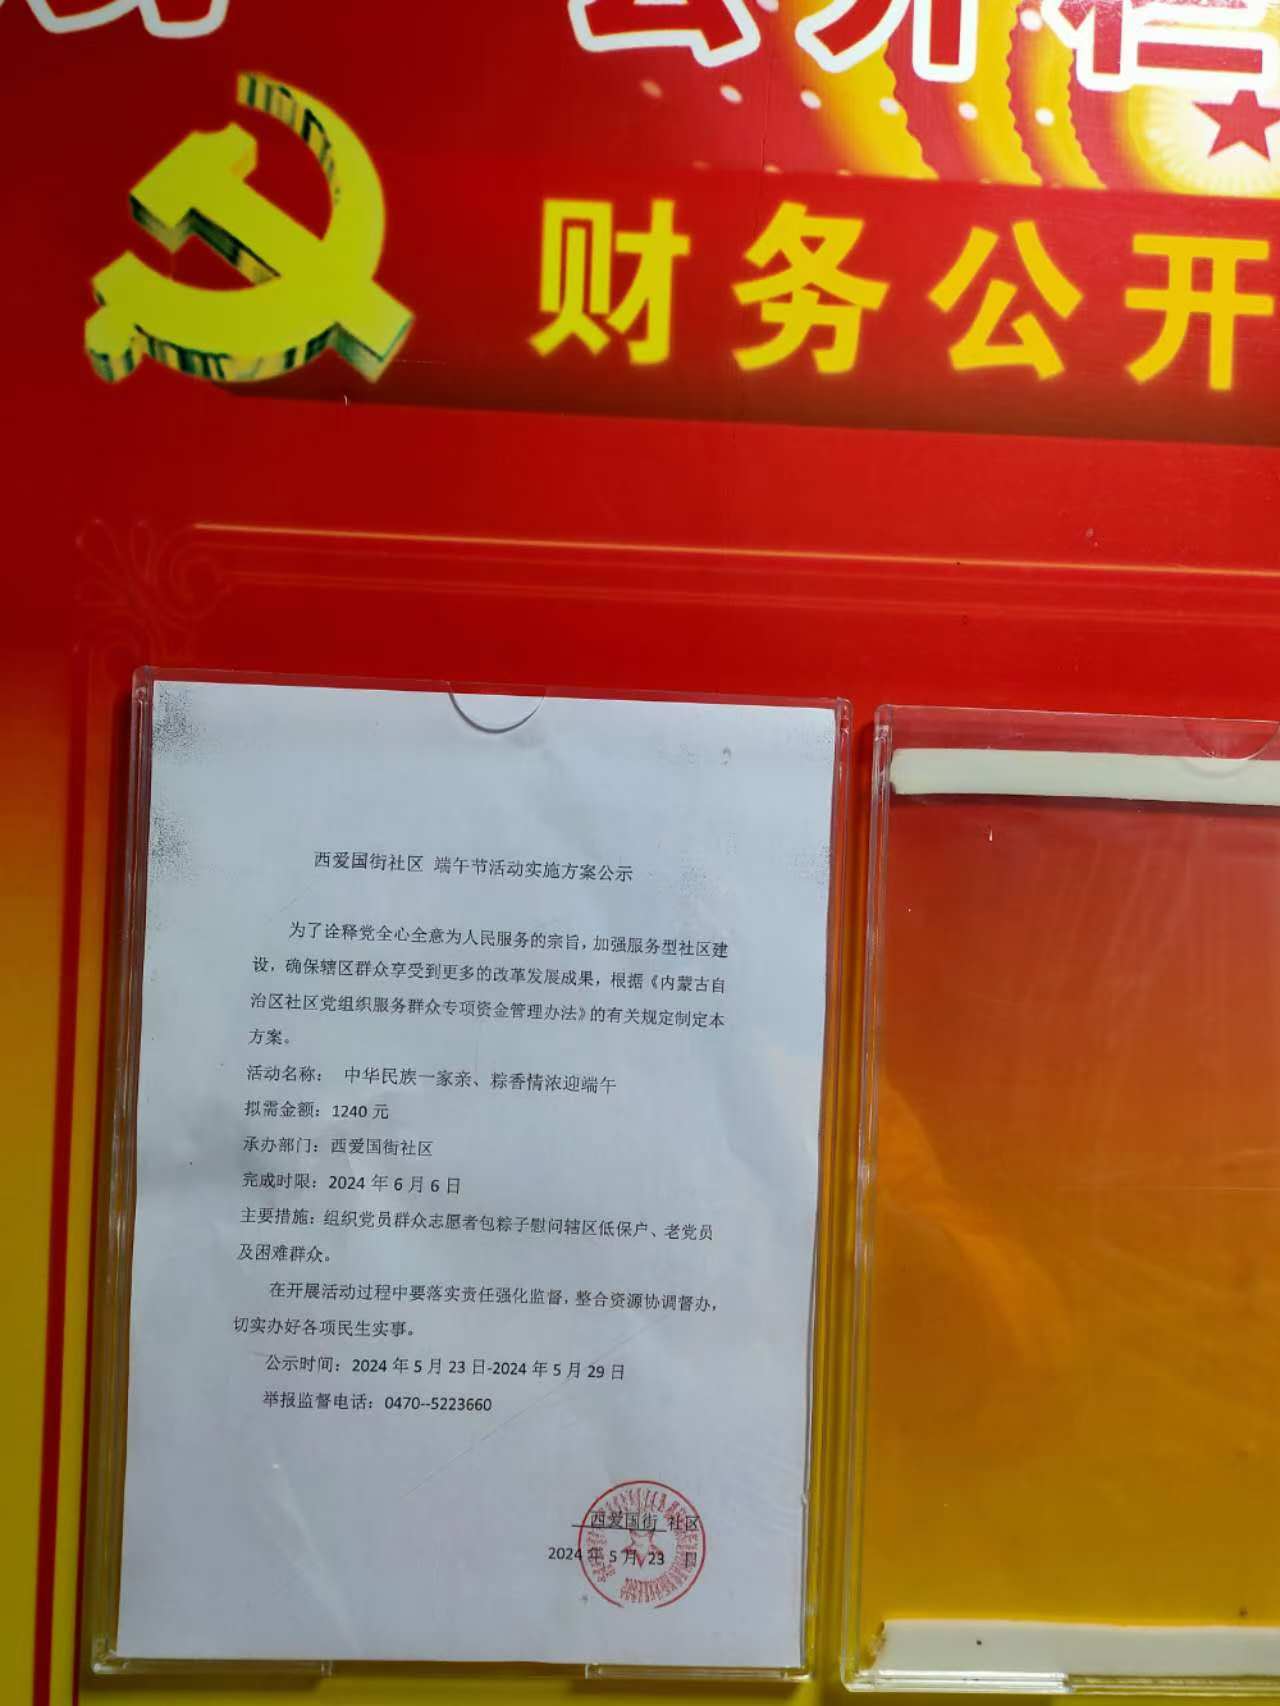 财务公开
西爱国街社区 端午节活动实施方案公示
为了诠释党全心全意为人民服务的宗旨，加强服务型社区建
设，确保辖区群众享受到更多的改革发展成果，根据《内蒙古自
治区社区党组织服务群众专项资金管理办法》的有关规定制定本
方案。
活动名称： 中华民族一家亲、粽香情浓迎端午
拟需金额：1240 元
承办部门：西爱国街社区
完成时限：2024 年 6 月 6 日
主要措施：组织党员群众志愿者包粽子慰问辖区低保户、老党员
及困难群众。
在开展活动过程中要落实责任强化监督，整合资源协调督办，
切实办好各项民生实事。
公示时间：2024 年 5 月 23 日-2024 年 5 月 29 日
举报监督电话：0470--5223660
西爱国街 社区
2024 年 5 月 23 日